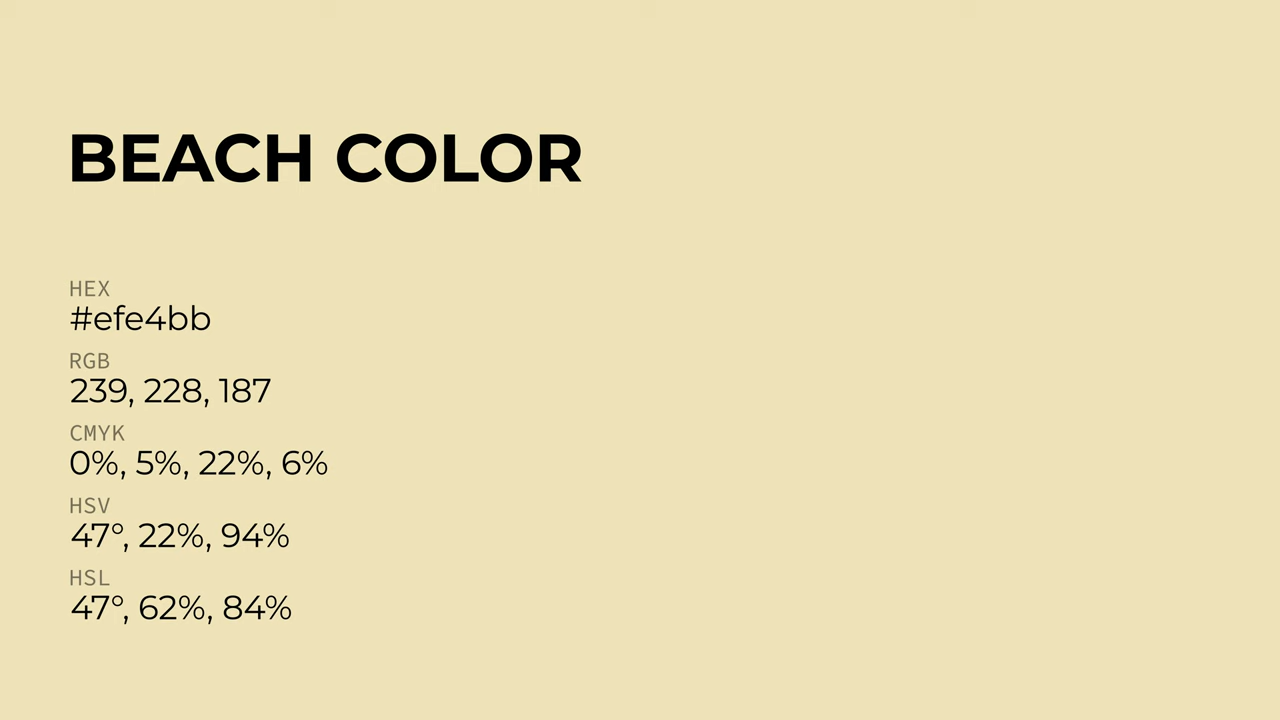 BEACH COLOR
HEX
#efe4bb
RGB
239, 228, 187
CMYK
0%, 5%, 22%, 6%
HSV
47°, 22%, 94%
HSL
47°, 62%, 84%